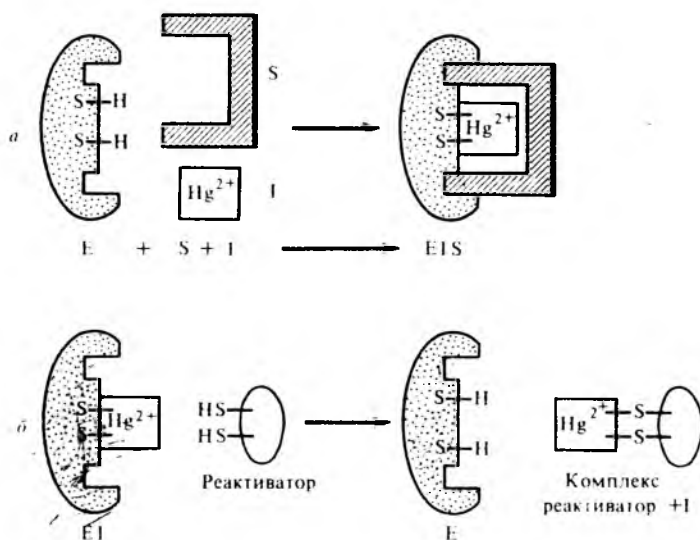 а
S H
S H
S
Hg²⁺ I
S
S
Hg²⁺
E + S + I
EIS
б
S
S
Hg²⁺
HS
HS
Реактиватор
S H
S H
Hg²⁺ S
S
EI
E
Комплекс
реактиватор +I